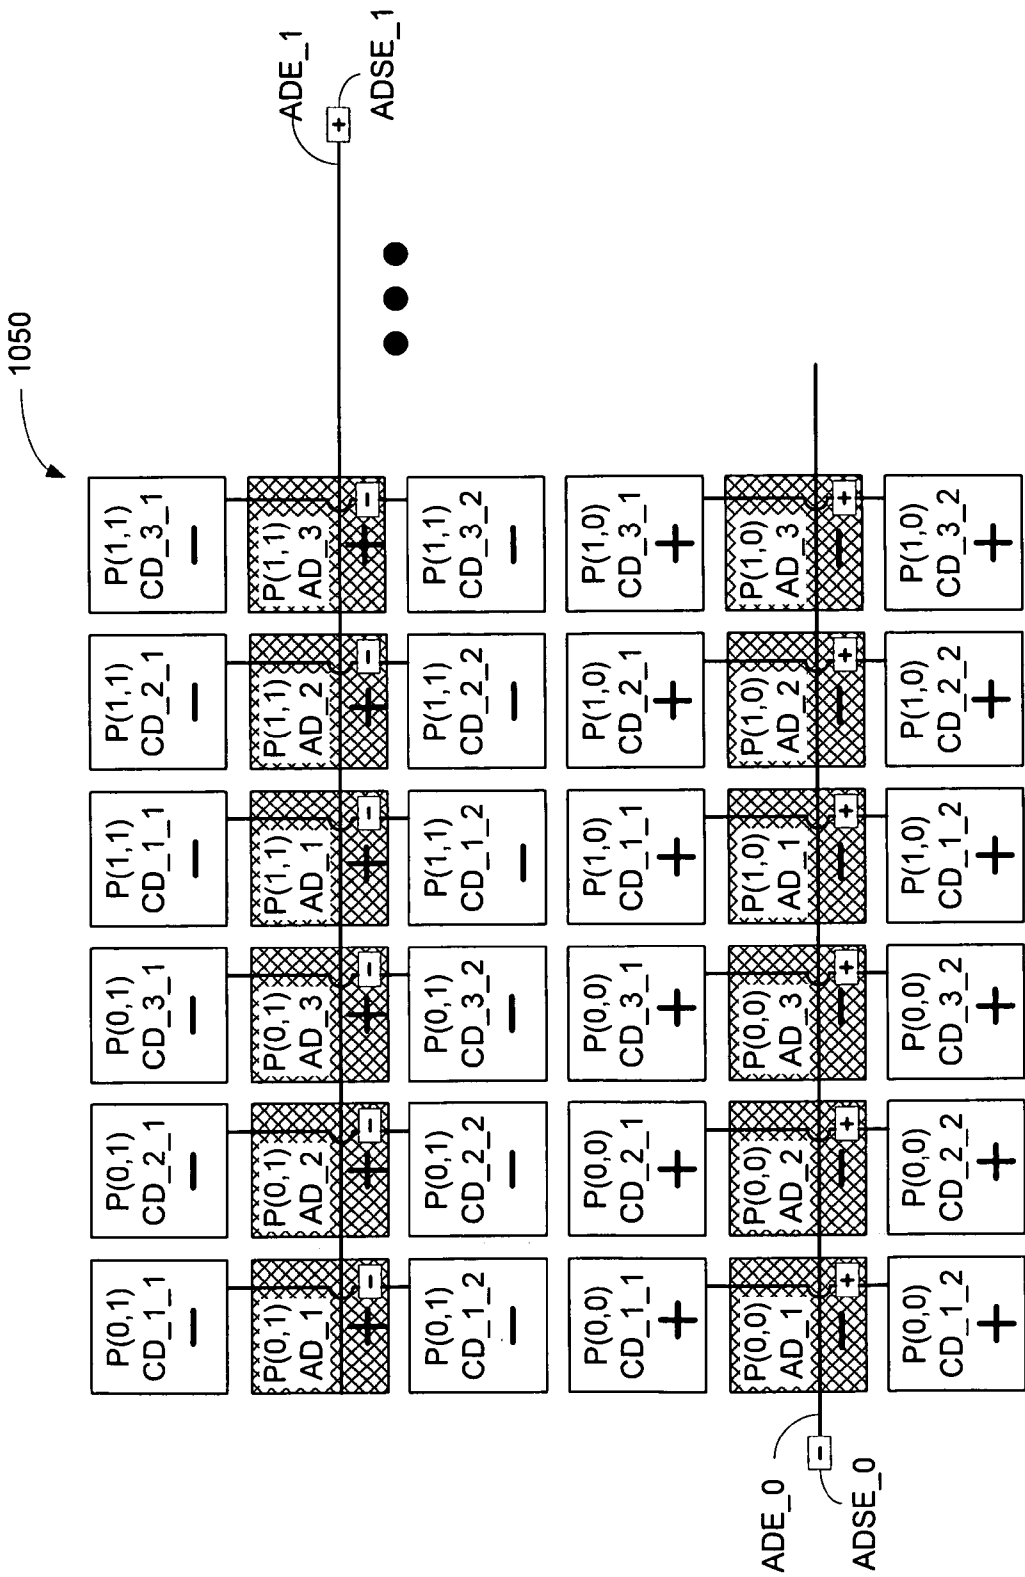 1050
P(0,1)
CD_1_1
−
P(0,1)
CD_2_1
−
P(0,1)
CD_3_1
−
P(1,1)
CD_1_1
−
P(1,1)
CD_2_1
−
P(1,1)
CD_3_1
−
P(0,1)
AD_1
+
-
P(0,1)
AD_2
+
-
P(0,1)
AD_3
+
-
P(1,1)
AD_1
+
-
P(1,1)
AD_2
+
-
P(1,1)
AD_3
+
-
ADE_1
+
ADSE_1
P(0,1)
CD_1_2
−
P(0,1)
CD_2_2
−
P(0,1)
CD_3_2
−
P(1,1)
CD_1_2
−
P(1,1)
CD_2_2
−
P(1,1)
CD_3_2
−
P(0,0)
CD_1_1
+
P(0,0)
CD_2_1
+
P(0,0)
CD_3_1
+
P(1,0)
CD_1_1
+
P(1,0)
CD_2_1
+
P(1,0)
CD_3_1
+
ADE_0
-
ADSE_0
P(0,0)
AD_1
−
+
P(0,0)
AD_2
−
+
P(0,0)
AD_3
−
+
P(1,0)
AD_1
−
+
P(1,0)
AD_2
−
+
P(1,0)
AD_3
−
+
P(0,0)
CD_1_2
+
P(0,0)
CD_2_2
+
P(0,0)
CD_3_2
+
P(1,0)
CD_1_2
+
P(1,0)
CD_2_2
+
P(1,0)
CD_3_2
+